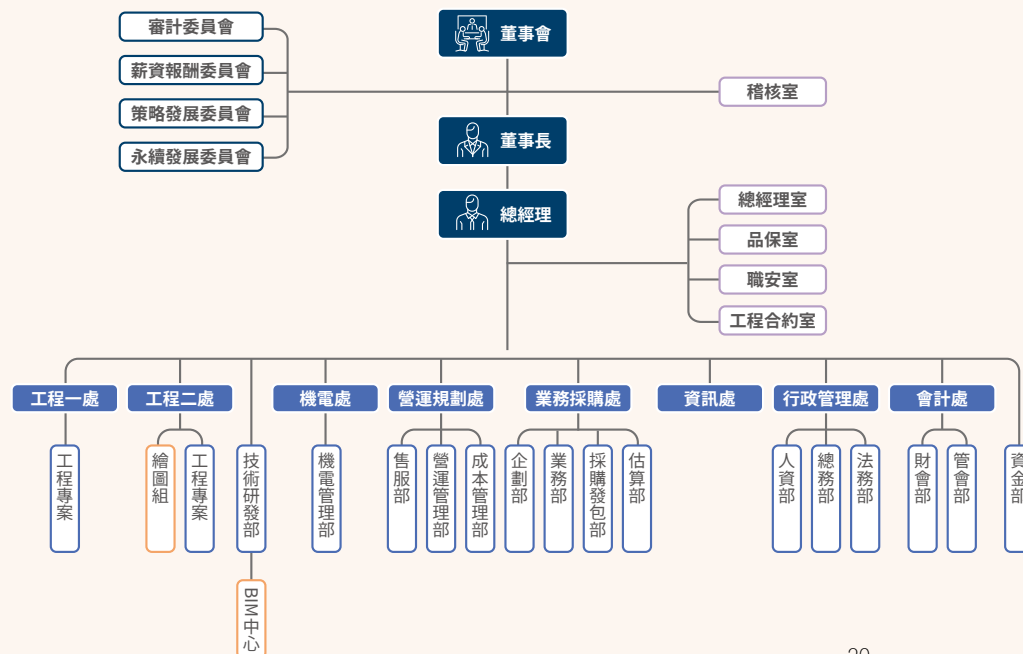 審計委員會
薪資報酬委員會
策略發展委員會
永續發展委員會
董事會
稽核室
董事長
總經理
總經理室
品保室
職安室
工程合約室
工程一處
工程二處
機電處
營運規劃處
業務採購處
資訊處
行政管理處
會計處
工程專案
繪圖組
工程專案
技術研發部
機電管理部
售服部
營運管理部
成本管理部
企劃部
業務部
採購發包部
估算部
人資部
總務部
法務部
財會部
管會部
資金部
BIM中心